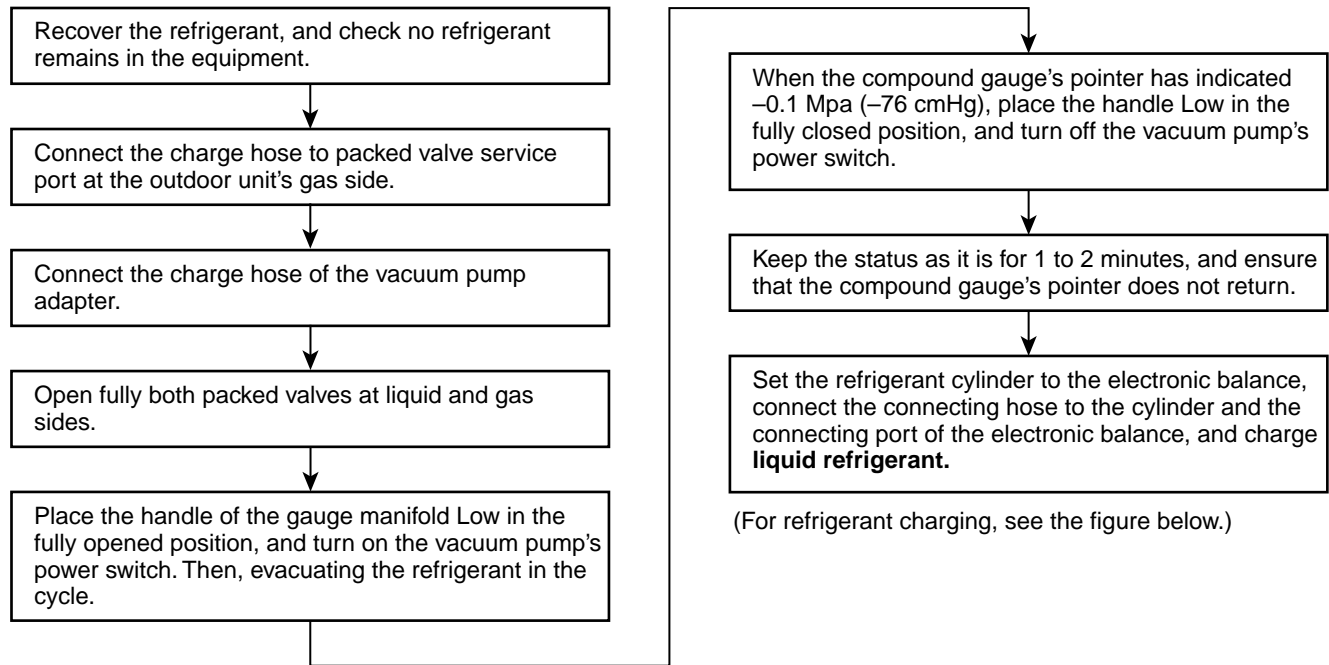 Recover the refrigerant, and check no refrigerant
remains in the equipment.
Connect the charge hose to packed valve service
port at the outdoor unit’s gas side.
Connect the charge hose of the vacuum pump
adapter.
Open fully both packed valves at liquid and gas
sides.
Place the handle of the gauge manifold Low in the
fully opened position, and turn on the vacuum pump’s
power switch. Then, evacuating the refrigerant in the
cycle.
When the compound gauge’s pointer has indicated
–0.1 Mpa (–76 cmHg), place the handle Low in the
fully closed position, and turn off the vacuum pump’s
power switch.
Keep the status as it is for 1 to 2 minutes, and ensure
that the compound gauge’s pointer does not return.
Set the refrigerant cylinder to the electronic balance,
connect the connecting hose to the cylinder and the
connecting port of the electronic balance, and charge
liquid refrigerant.
(For refrigerant charging, see the figure below.)